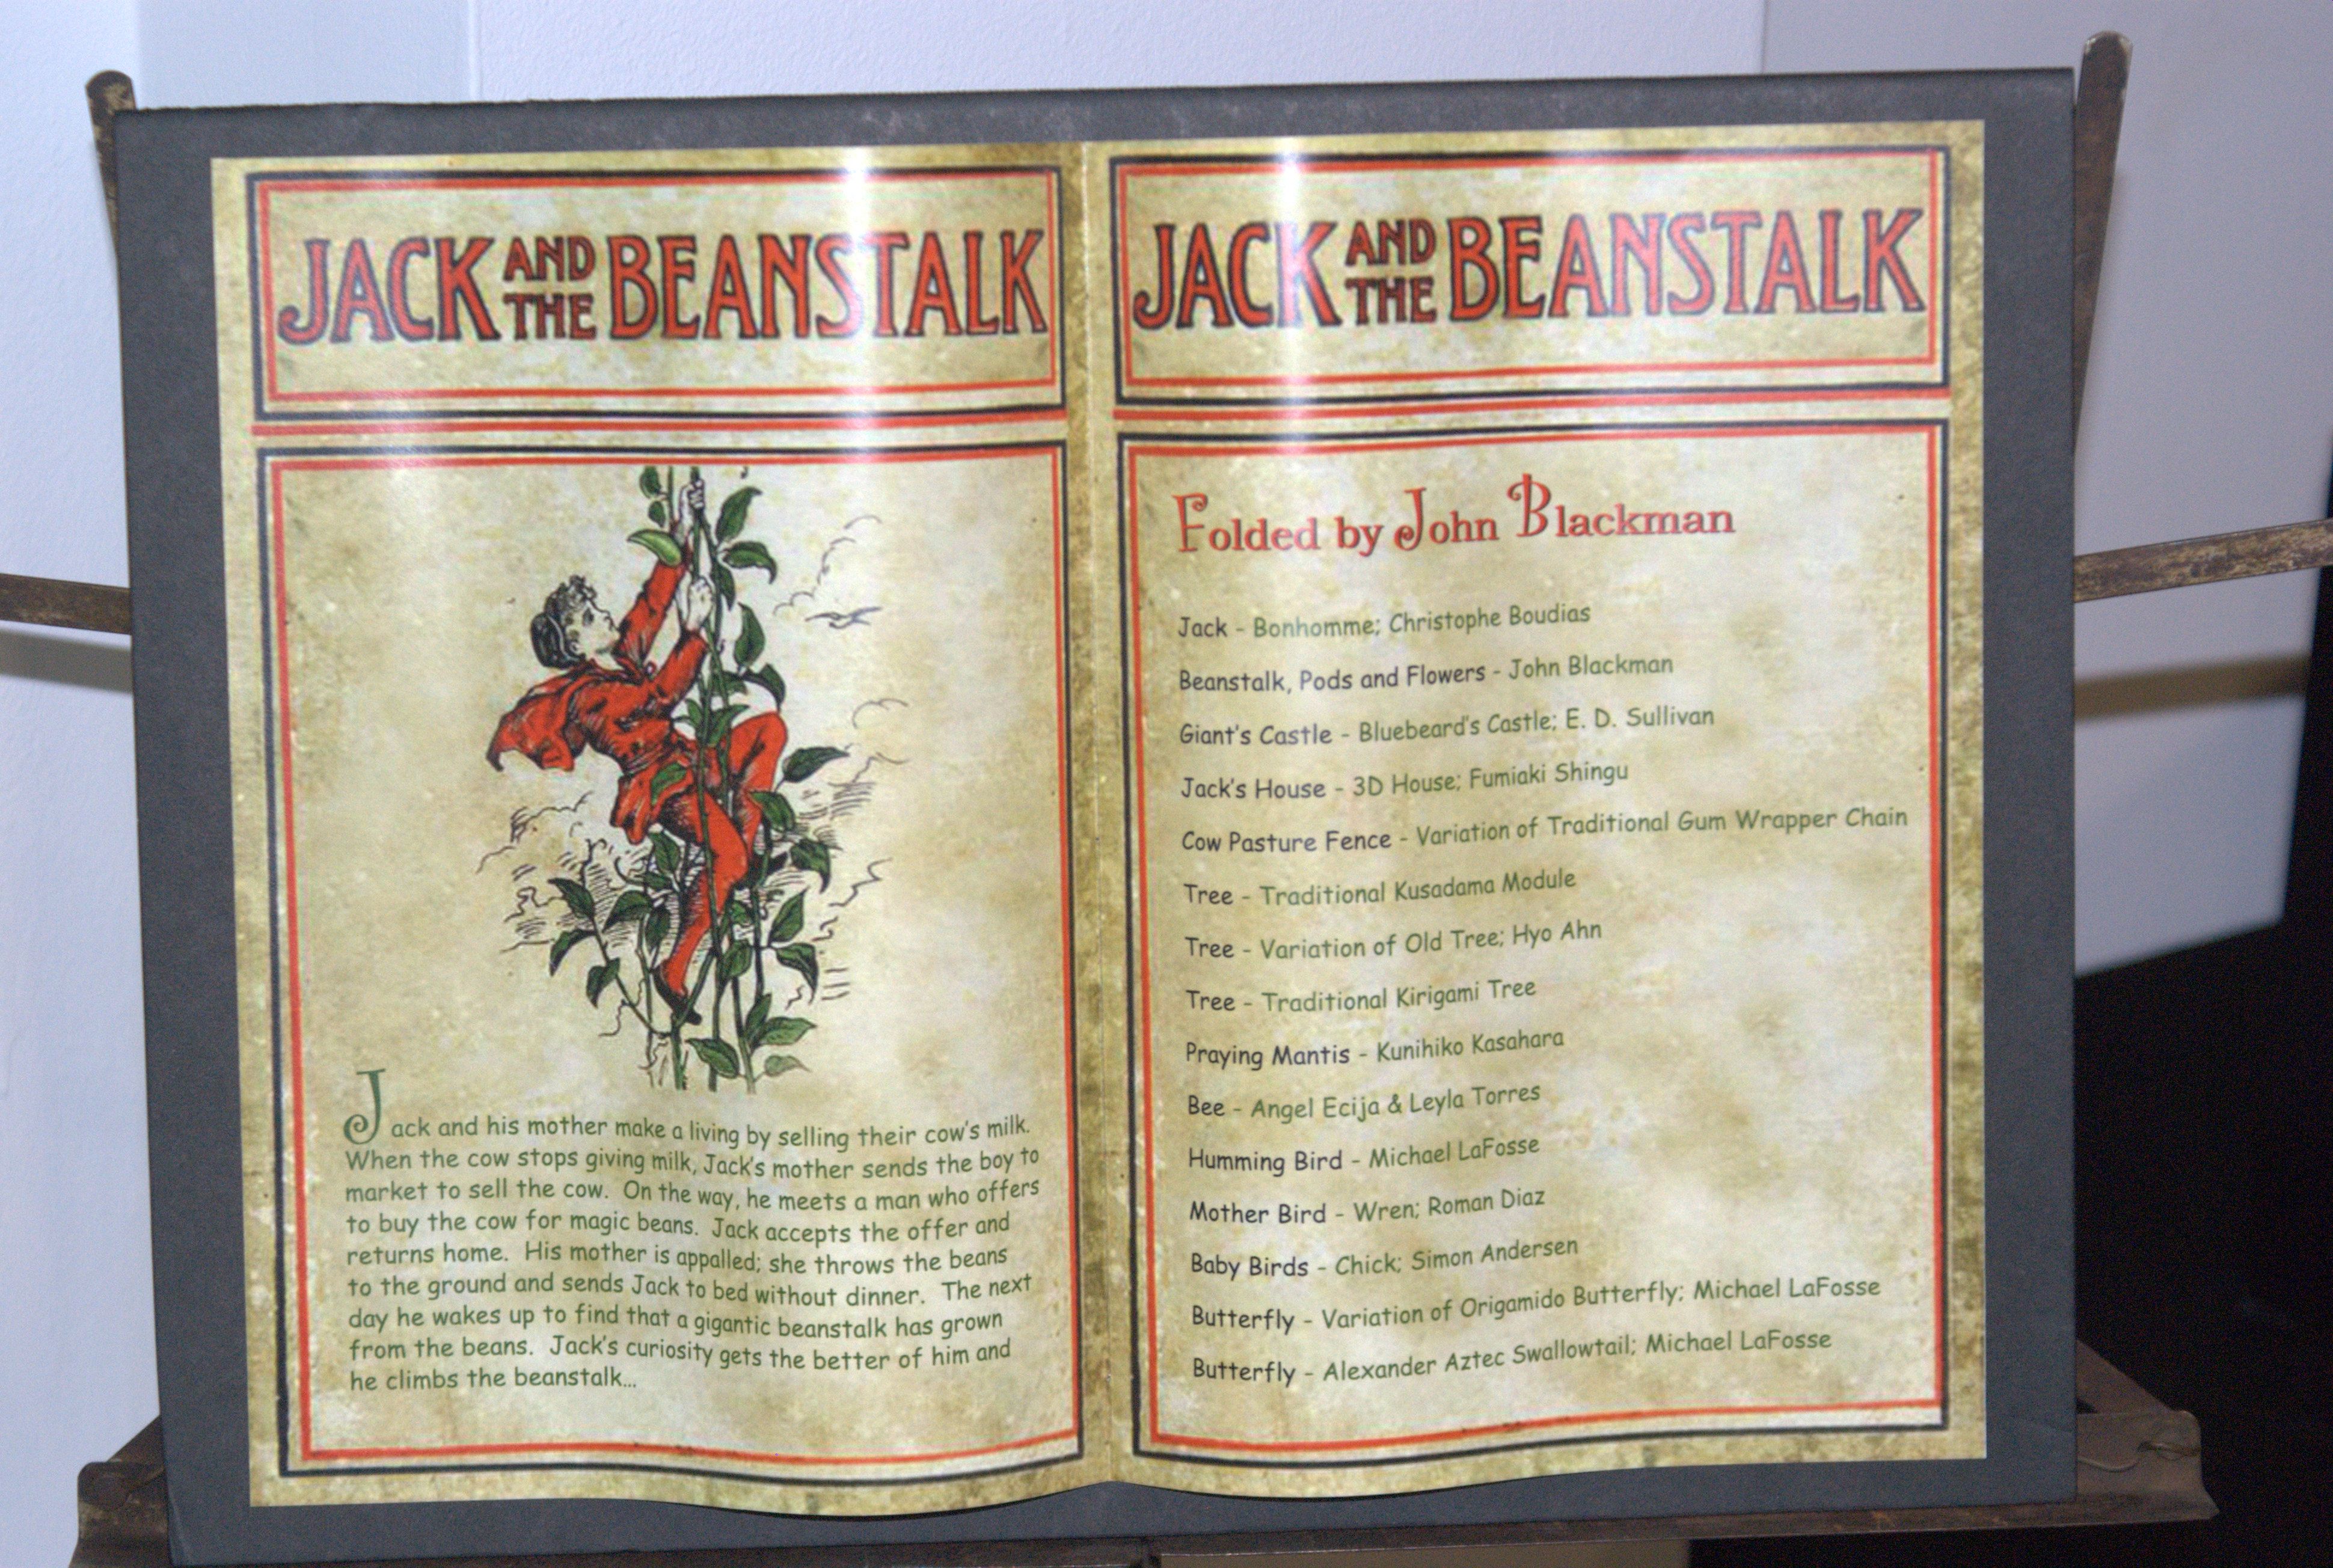 JACK AND THE BEANSTALK
Jack and his mother make a living by selling their cow's milk.
When the cow stops giving milk, Jack's mother sends the boy to
market to sell the cow. On the way, he meets a man who offers
to buy the cow for magic beans. Jack accepts the offer and
returns home. His mother is appalled; she throws the beans
to the ground and sends Jack to bed without dinner. The next
day he wakes up to find that a gigantic beanstalk has grown
from the beans. Jack's curiosity gets the better of him and
he climbs the beanstalk...
JACK AND THE BEANSTALK
Folded by John Blackman
Jack - Bonhomme; Christophe Boudias
Beanstalk, Pods and Flowers - John Blackman
Giant's Castle - Bluebeard's Castle; E. D. Sullivan
Jack's House - 3D House; Fumiaki Shingu
Cow Pasture Fence - Variation of Traditional Gum Wrapper Chain
Tree - Traditional Kusadama Module
Tree - Variation of Old Tree; Hyo Ahn
Tree - Traditional Kirigami Tree
Praying Mantis - Kunihiko Kasahara
Bee - Angel Ecija & Leyla Torres
Humming Bird - Michael LaFosse
Mother Bird - Wren; Roman Diaz
Baby Birds - Chick; Simon Andersen
Butterfly - Variation of Origamido Butterfly; Michael LaFosse
Butterfly - Alexander Aztec Swallowtail; Michael LaFosse